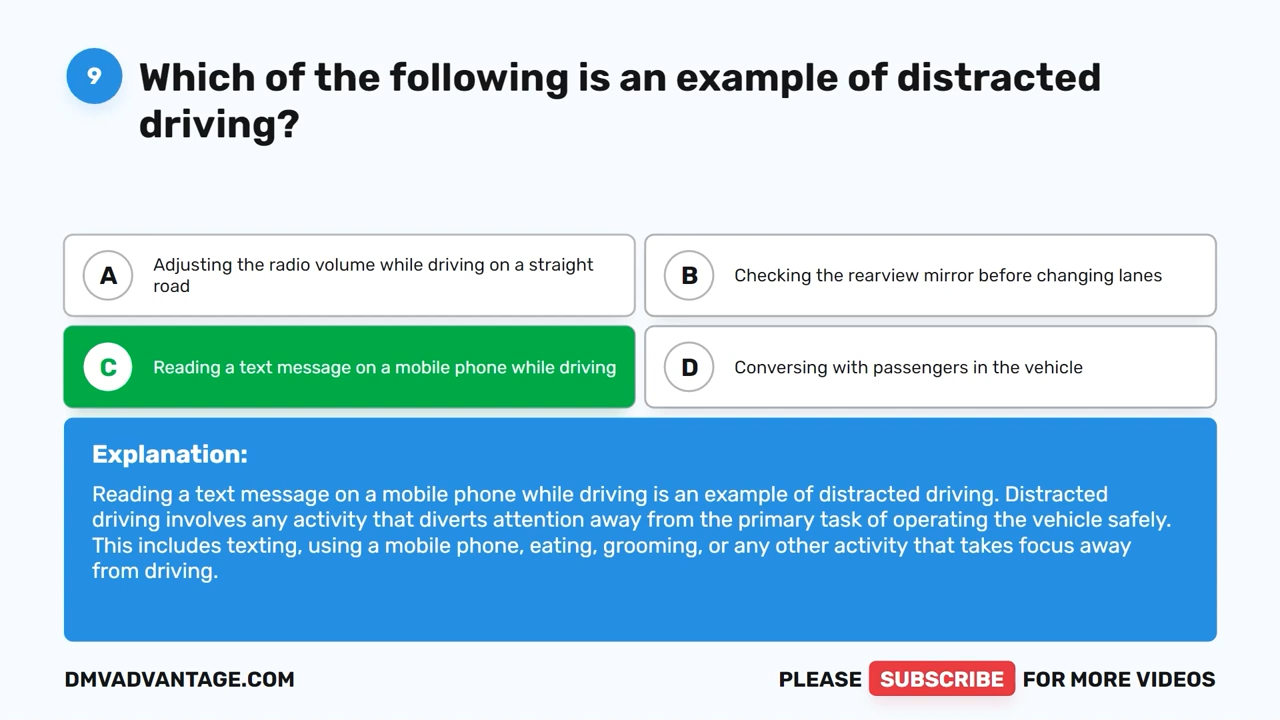 9
Which of the following is an example of distracted
driving?
A
Adjusting the radio volume while driving on a straight
road
B
Checking the rearview mirror before changing lanes
C
Reading a text message on a mobile phone while driving
D
Conversing with passengers in the vehicle
Explanation:
Reading a text message on a mobile phone while driving is an example of distracted driving. Distracted
driving involves any activity that diverts attention away from the primary task of operating the vehicle safely.
This includes texting, using a mobile phone, eating, grooming, or any other activity that takes focus away
from driving.
DMVADVANTAGE.COM
PLEASE SUBSCRIBE FOR MORE VIDEOS